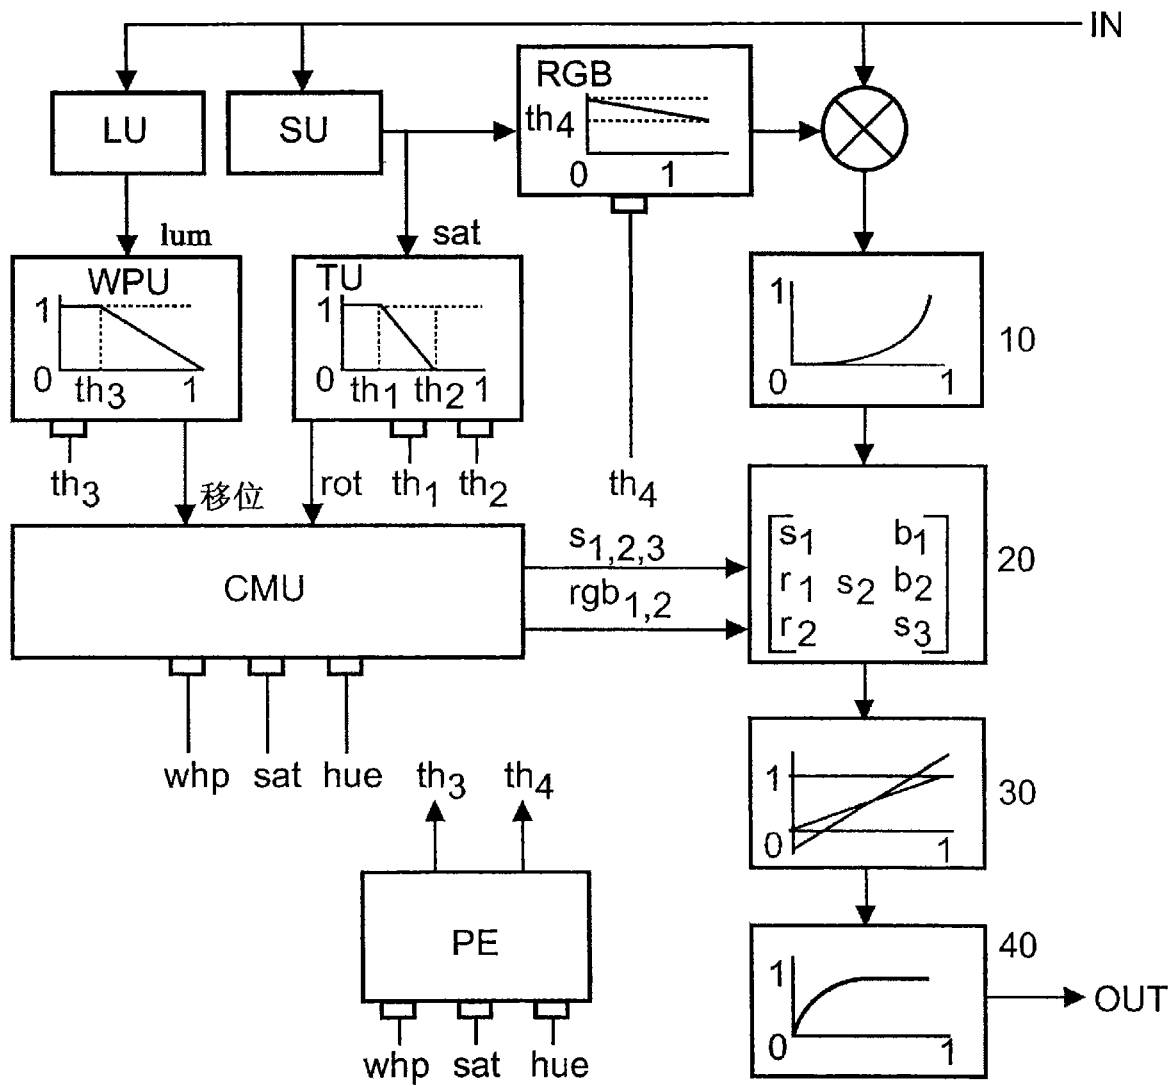 IN
LU
SU
RGB
th4
0 1
lum
sat
WPU
1
0 th3 1
TU
1
0 th1 th2 1
1
0 1
10
th3
移位
rot
th1
th2
th4
CMU
s1,2,3
rgb1,2
s1 b1
r1 s2 b2
r2 s3
20
whp sat hue
th3 th4
1
0 1
30
PE
whp sat hue
1
0 1
40
OUT